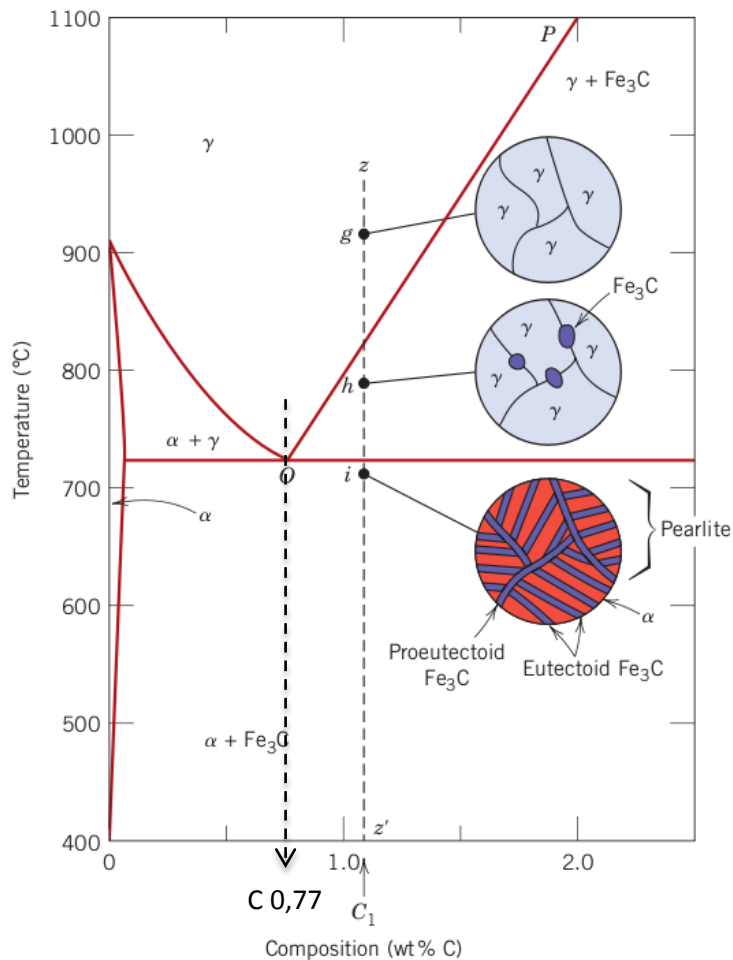 1100
P
γ + Fe₃C
1000
γ
z
γ
γ
γ
g
γ
900
Fe₃C
γ
γ
800
γ
h
γ
Temperature (°C)
α + γ
O
i
700
α
Pearlite
600
α
Proeutectoid
Fe₃C
Eutectoid Fe₃C
500
α + Fe₃C
z′
400
0
1.0
2.0
C 0,77
C₁
Composition (wt% C)